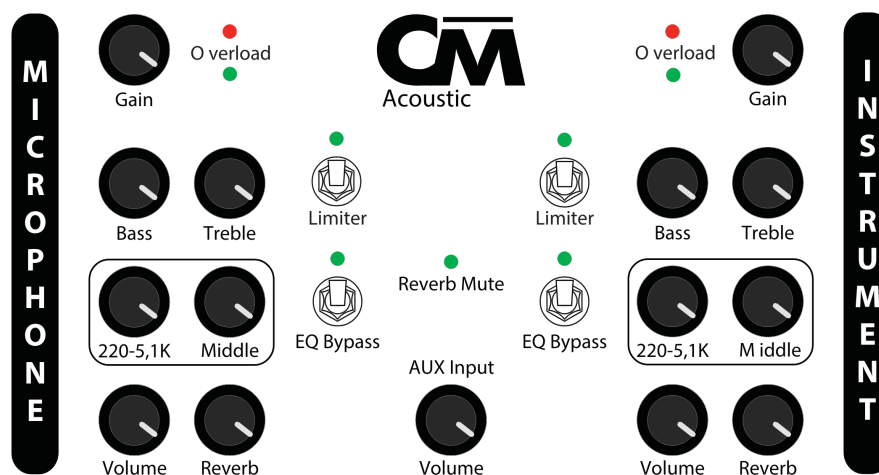 MICROPHONE
Gain
O verload
CM
Acoustic
O verload
Gain
Bass
Treble
Limiter
Limiter
Bass
Treble
220-5,1K
Middle
EQ Bypass
Reverb Mute
EQ Bypass
220-5,1K
M iddle
AUX Input
Volume
Reverb
Volume
Volume
Reverb
INSTRUMENT